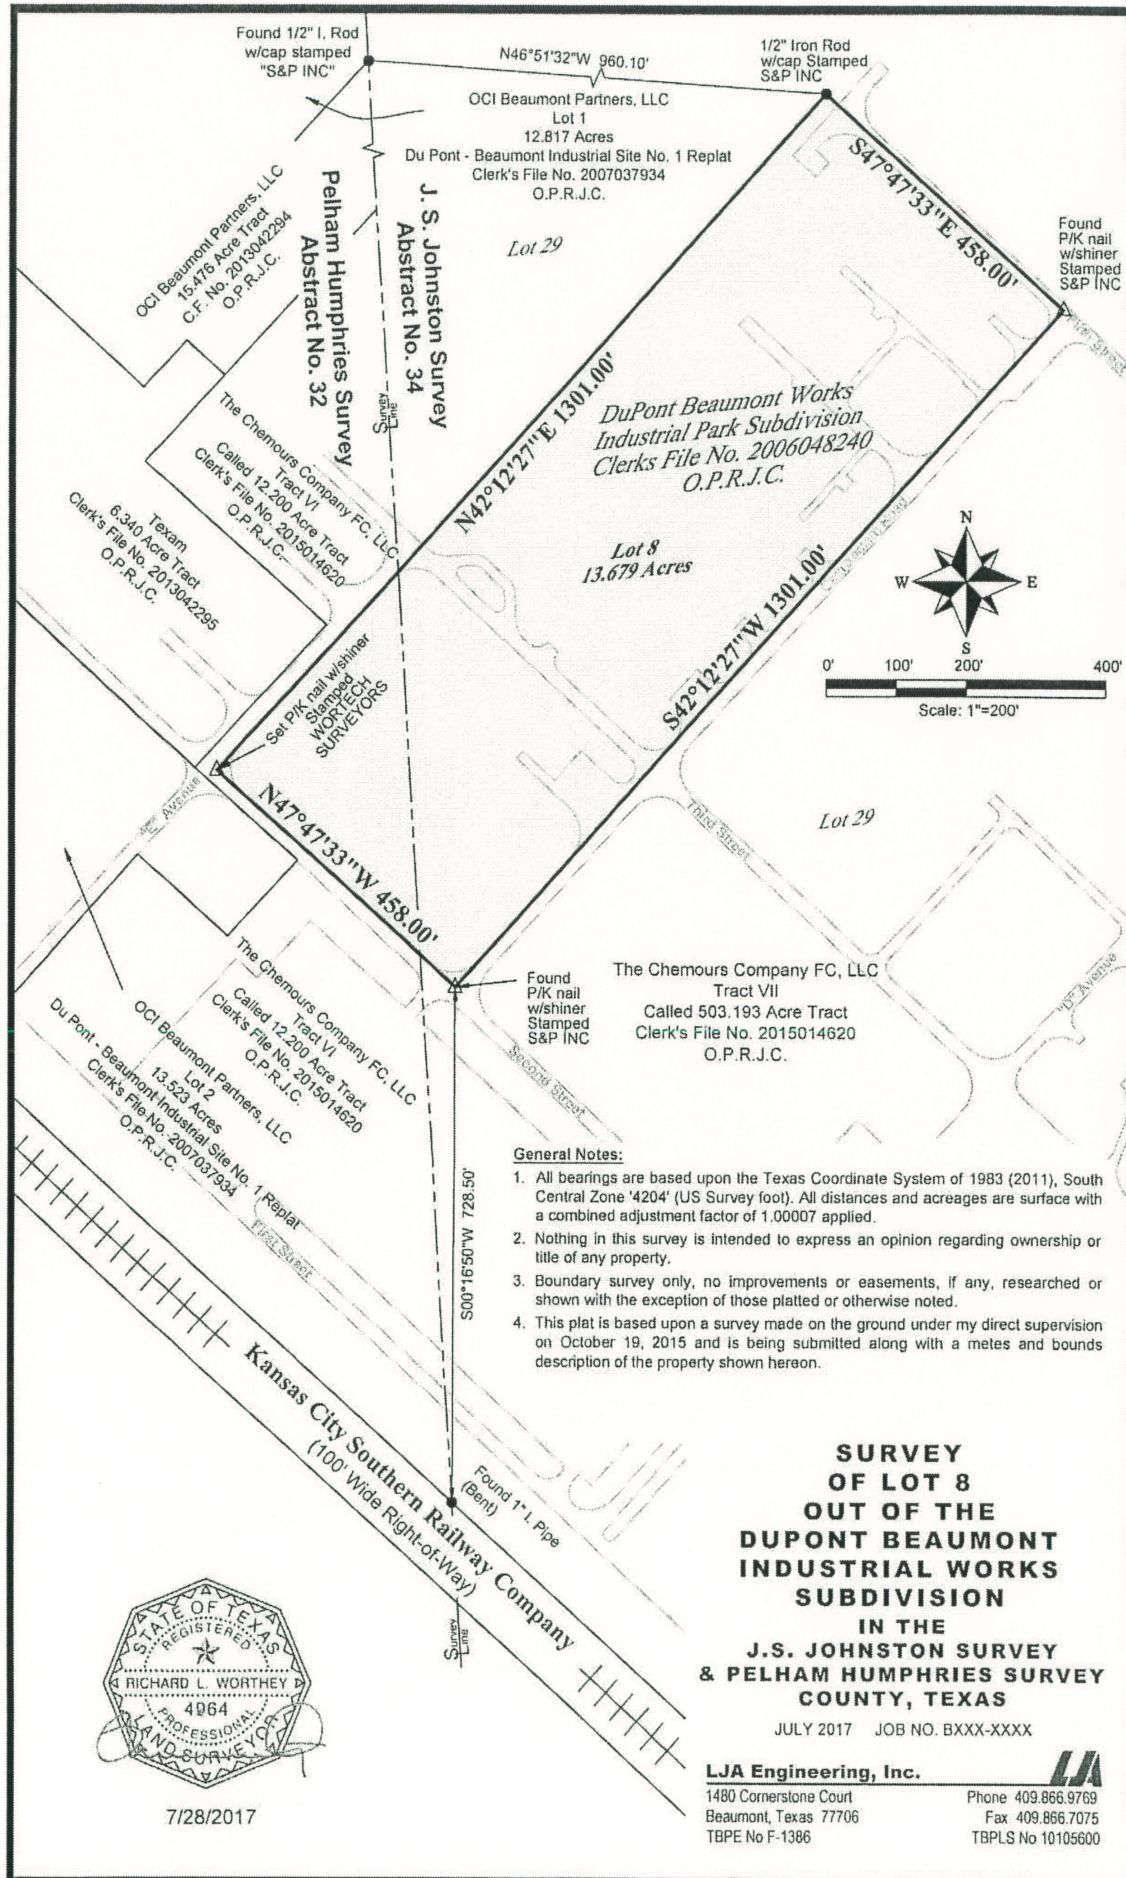 Found 1/2" I. Rod
w/cap stamped
"S&P INC"
N46°51'32"W 960.10'
1/2" Iron Rod
w/cap Stamped
S&P INC
OCI Beaumont Partners, LLC
Lot 1
12.817 Acres
Du Pont - Beaumont Industrial Site No. 1 Replat
Clerk's File No. 2007037934
O.P.R.J.C.
S47°47'33"E 458.00'
Found
P/K nail
w/shiner
Stamped
S&P INC
OCI Beaumont Partners, LLC
15.476 Acre Tract
C.F. No. 2013042294
O.P.R.J.C.
Pelham Humphries Survey
Abstract No. 32
J. S. Johnston Survey
Abstract No. 34
Lot 29
Survey
Line
First Street
N42°12'27"E 1301.00'
DuPont Beaumont Works
Industrial Park Subdivision
Clerks File No. 2006048240
O.P.R.J.C.
The Chemours Company FC, LLC
Tract VI
Called 12.200 Acre Tract
Clerk's File No. 2015014620
O.P.R.J.C.
Texam
6.340 Acre Tract
Clerk's File No. 2013042295
O.P.R.J.C.
Lot 8
13.679 Acres
Road
S42°12'27"W 1301.00'
N
W
E
S
0'
100'
200'
400'
Scale: 1"=200'
Set P/K nail w/shiner
Stamped
WORTECH
SURVEYORS
"E" Avenue
N47°47'33"W 458.00'
Third Street
Lot 29
Found
P/K nail
w/shiner
Stamped
S&P INC
The Chemours Company FC, LLC
Tract VII
Called 503.193 Acre Tract
Clerk's File No. 2015014620
O.P.R.J.C.
"D" Avenue
Second Street
The Chemours Company FC, LLC
Tract VI
Called 12.200 Acre Tract
Clerk's File No. 2015014620
O.P.R.J.C.
OCI Beaumont Partners, LLC
Lot 2
13.523 Acres
Du Pont - Beaumont Industrial Site No. 1 Replat
Clerk's File No. 2007037934
O.P.R.J.C.
First Street
S00°16'50"W 728.50'
General Notes:
1. All bearings are based upon the Texas Coordinate System of 1983 (2011), South
Central Zone '4204' (US Survey foot). All distances and acreages are surface with
a combined adjustment factor of 1.00007 applied.
2. Nothing in this survey is intended to express an opinion regarding ownership or
title of any property.
3. Boundary survey only, no improvements or easements, if any, researched or
shown with the exception of those platted or otherwise noted.
4. This plat is based upon a survey made on the ground under my direct supervision
on October 19, 2015 and is being submitted along with a metes and bounds
description of the property shown hereon.
Kansas City Southern Railway Company
(100' Wide Right-of-Way)
Found 1" I. Pipe
(Bent)
Survey
Line
SURVEY
OF LOT 8
OUT OF THE
DUPONT BEAUMONT
INDUSTRIAL WORKS
SUBDIVISION
IN THE
J.S. JOHNSTON SURVEY
& PELHAM HUMPHRIES SURVEY
COUNTY, TEXAS
JULY 2017 JOB NO. BXXX-XXXX
STATE OF TEXAS
REGISTERED
RICHARD L. WORTHEY
4964
PROFESSIONAL
LAND SURVEYOR
7/28/2017
LJA Engineering, Inc.
LJA
1480 Cornerstone Court
Beaumont, Texas 77706
TBPE No F-1386
Phone 409.866.9769
Fax 409.866.7075
TBPLS No 10105600